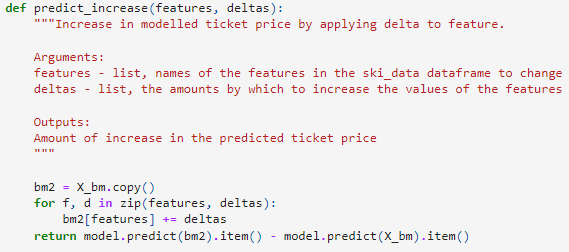 def predict_increase(features, deltas):
    """Increase in modelled ticket price by applying delta to feature.
    Arguments:
    features - list, names of the features in the ski_data dataframe to change
    deltas - list, the amounts by which to increase the values of the features
    Outputs:
    Amount of increase in the predicted ticket price
    """
    bm2 = X_bm.copy()
    for f, d in zip(features, deltas):
        bm2[features] += deltas
    return model.predict(bm2).item() - model.predict(X_bm).item()